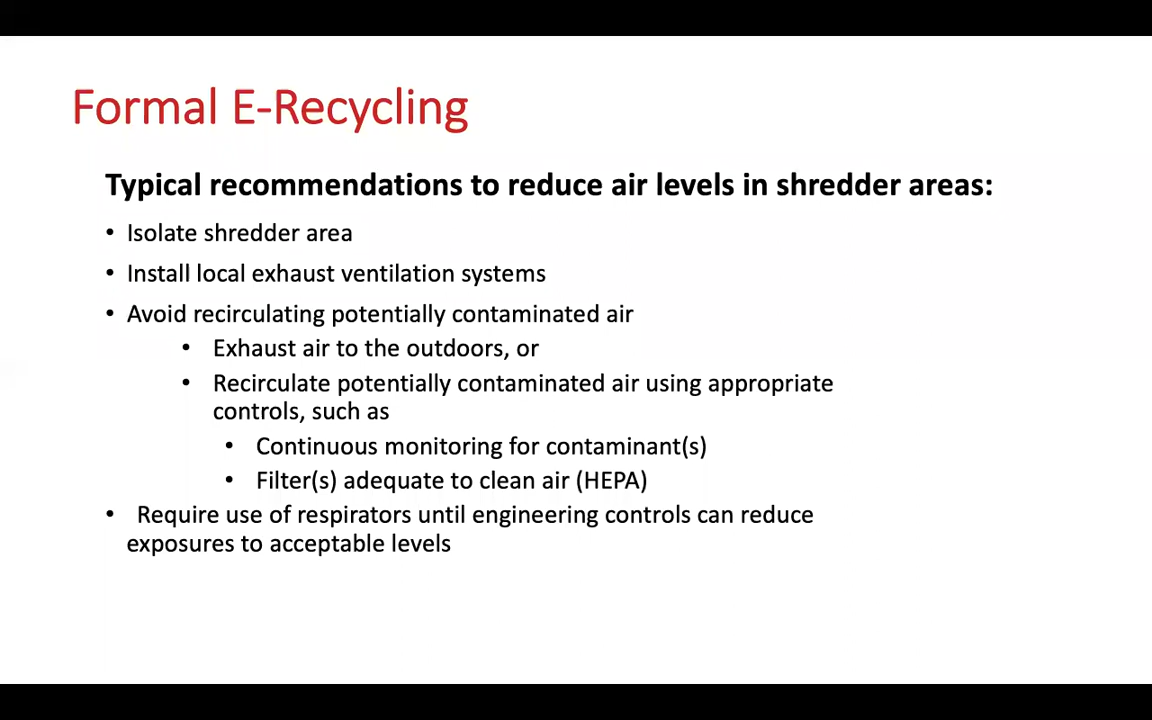 Formal E-Recycling
Typical recommendations to reduce air levels in shredder areas:
• Isolate shredder area
• Install local exhaust ventilation systems
• Avoid recirculating potentially contaminated air
• Exhaust air to the outdoors, or
• Recirculate potentially contaminated air using appropriate
controls, such as
• Continuous monitoring for contaminant(s)
• Filter(s) adequate to clean air (HEPA)
• Require use of respirators until engineering controls can reduce
exposures to acceptable levels